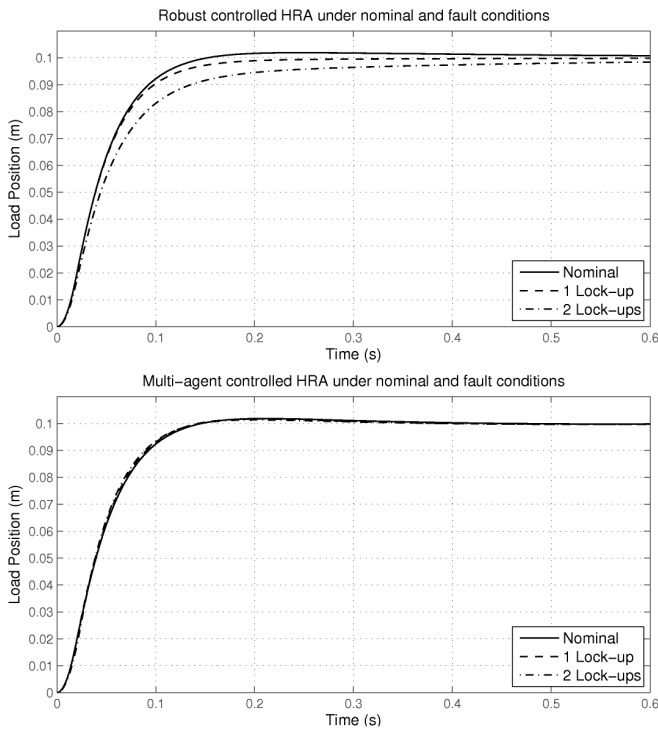 Robust controlled HRA under nominal and fault conditions
0.1
0.09
0.08
0.07
0.06
0.05
0.04
0.03
0.02
0.01
0
Load Position (m)
Nominal
1 Lock-up
2 Lock-ups
0 0.1 0.2 0.3 0.4 0.5 0.6
Time (s)
Multi-agent controlled HRA under nominal and fault conditions
0.1
0.09
0.08
0.07
0.06
0.05
0.04
0.03
0.02
0.01
0
Load Position (m)
Nominal
1 Lock-up
2 Lock-ups
0 0.1 0.2 0.3 0.4 0.5 0.6
Time (s)